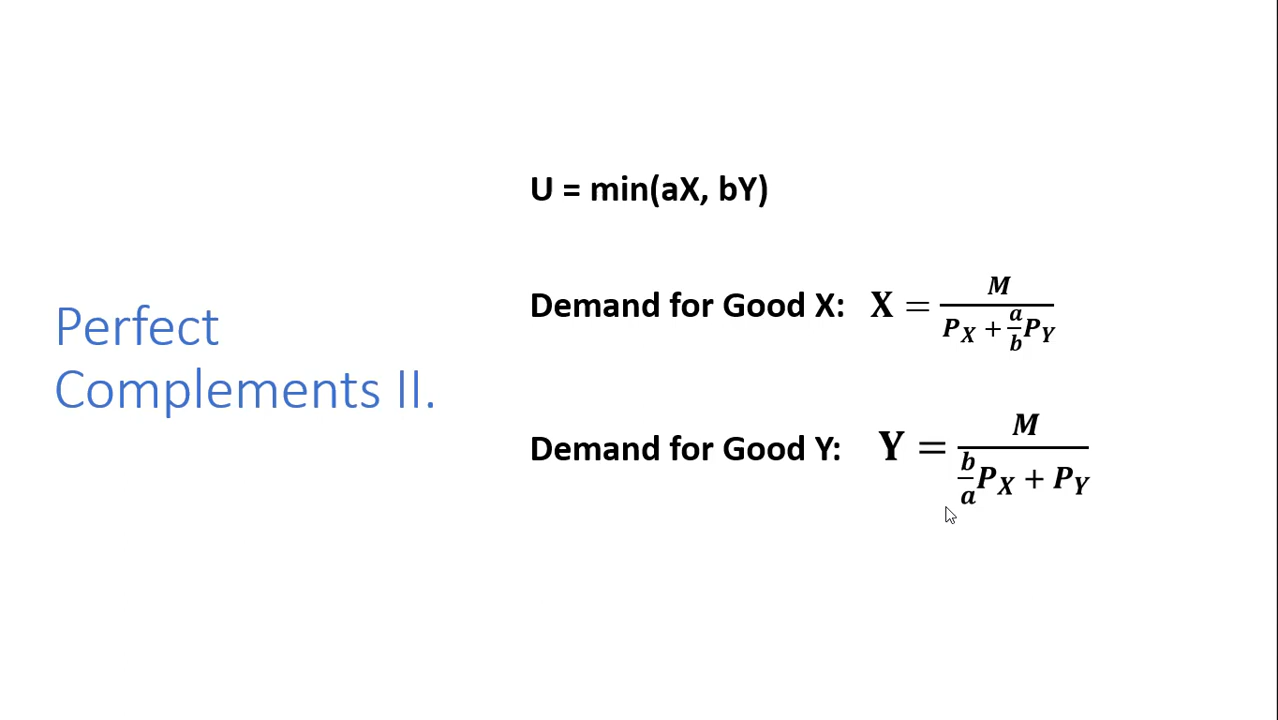 Perfect
Complements II.
U = min(aX, bY)
Demand for Good X: X = M / (P_X + a/b P_Y)
Demand for Good Y: Y = M / (b/a P_X + P_Y)